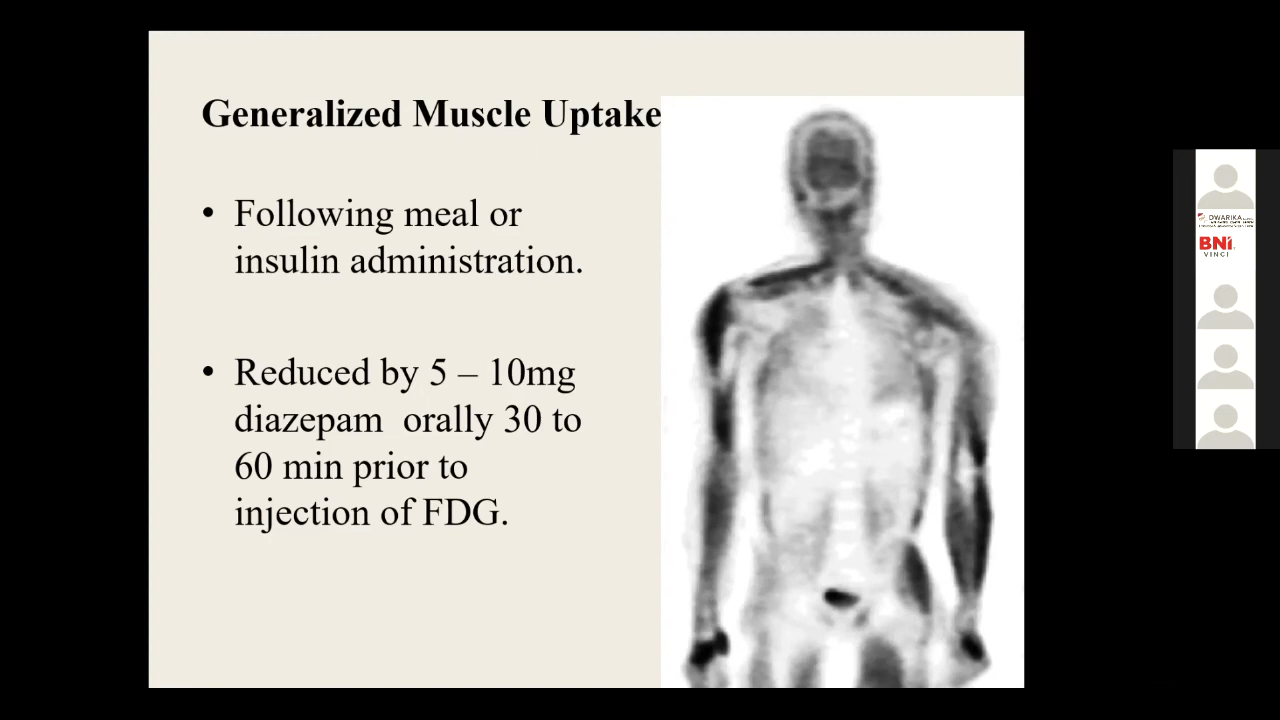 Generalized Muscle Uptake
• Following meal or
insulin administration.
• Reduced by 5 – 10mg
diazepam orally 30 to
60 min prior to
injection of FDG.
DWARIKA
BNI
VINCI